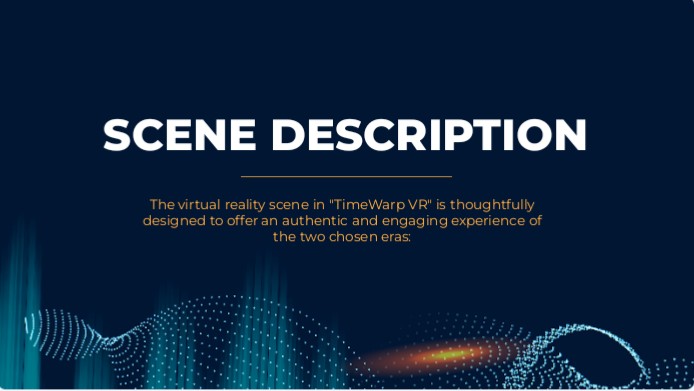 SCENE DESCRIPTION
The virtual reality scene in "TimeWarp VR" is thoughtfully
designed to offer an authentic and engaging experience of
the two chosen eras: